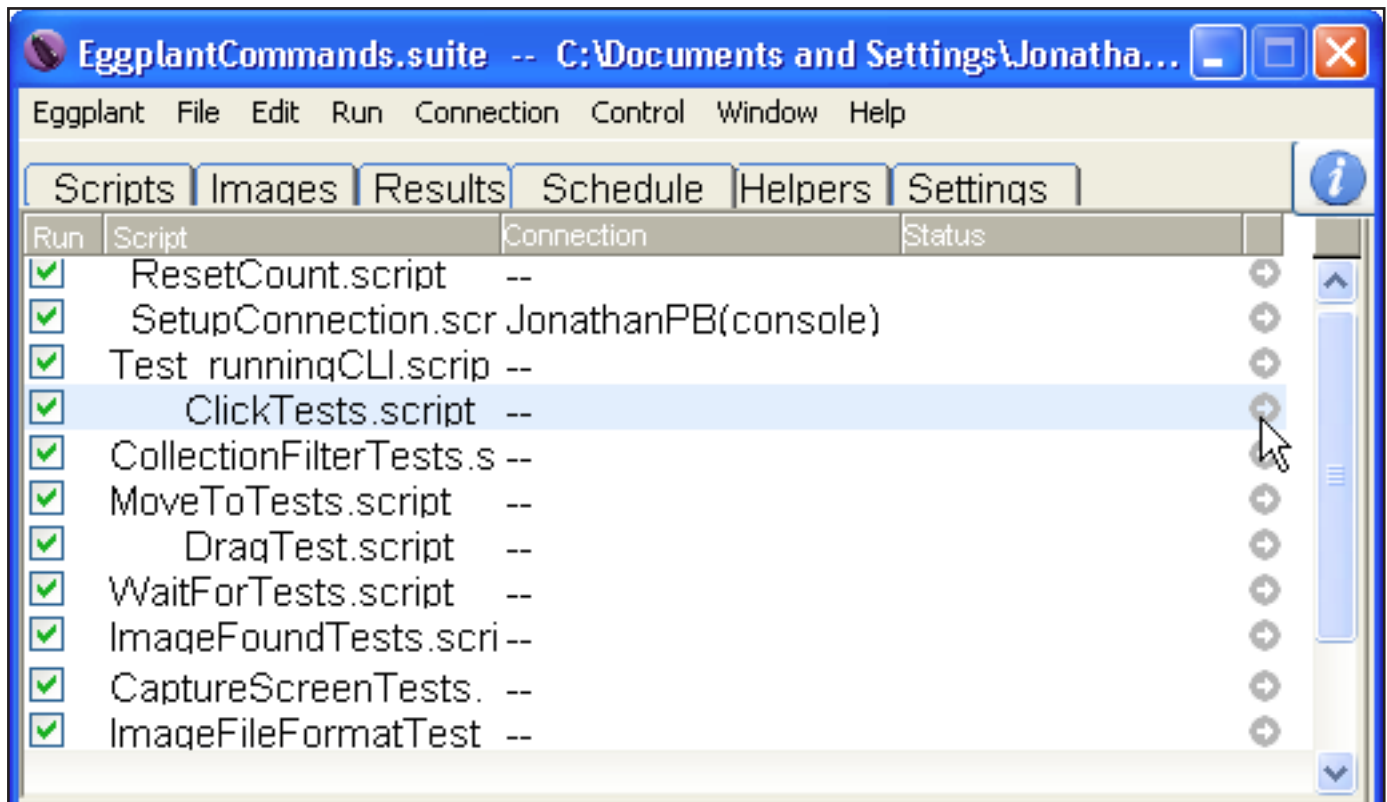 EggplantCommands.suite -- C:\Documents and Settings\Jonatha...
Eggplant File Edit Run Connection Control Window Help
Scripts Images Results Schedule Helpers Settings
Run Script Connection Status
ResetCount.script --
SetupConnection.scr JonathanPB(console)
Test_runningCLI.scrip --
ClickTests.script --
CollectionFilterTests.s --
MoveToTests.script --
DragTest.script --
WaitForTests.script --
ImageFoundTests.scri --
CaptureScreenTests. --
ImageFileFormatTest --